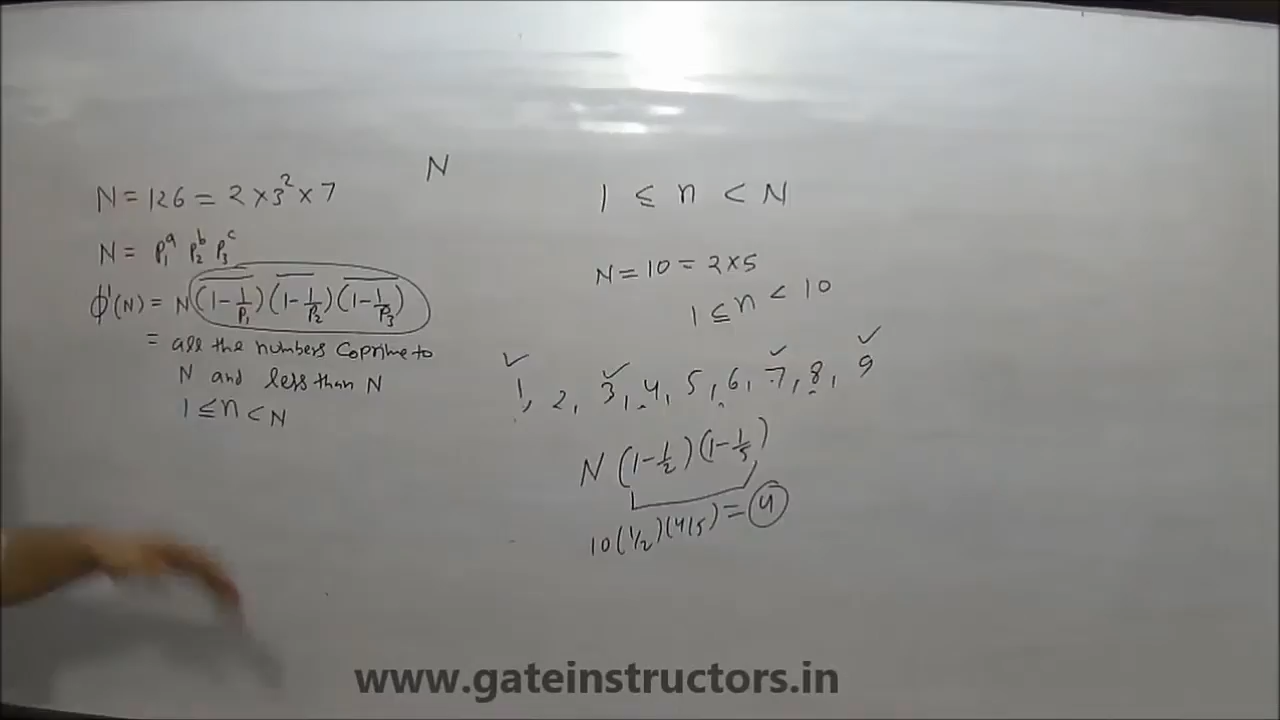 N
N = 126 = 2 × 3² × 7
N = P₁ᵃ P₂ᵇ P₃ᶜ
ϕ'(N) = N (1 - 1/P₁) (1 - 1/P₂) (1 - 1/P₃)
= all the numbers Coprime to
N and less than N
1 ≤ n < N
1 ≤ n < N
N = 10 = 2 × 5
1 ≤ n < 10
1, 2, 3, 4, 5, 6, 7, 8, 9
N (1 - 1/2) (1 - 1/5)
10 (1/2) (4/5) = 4
www.gateinstructors.in